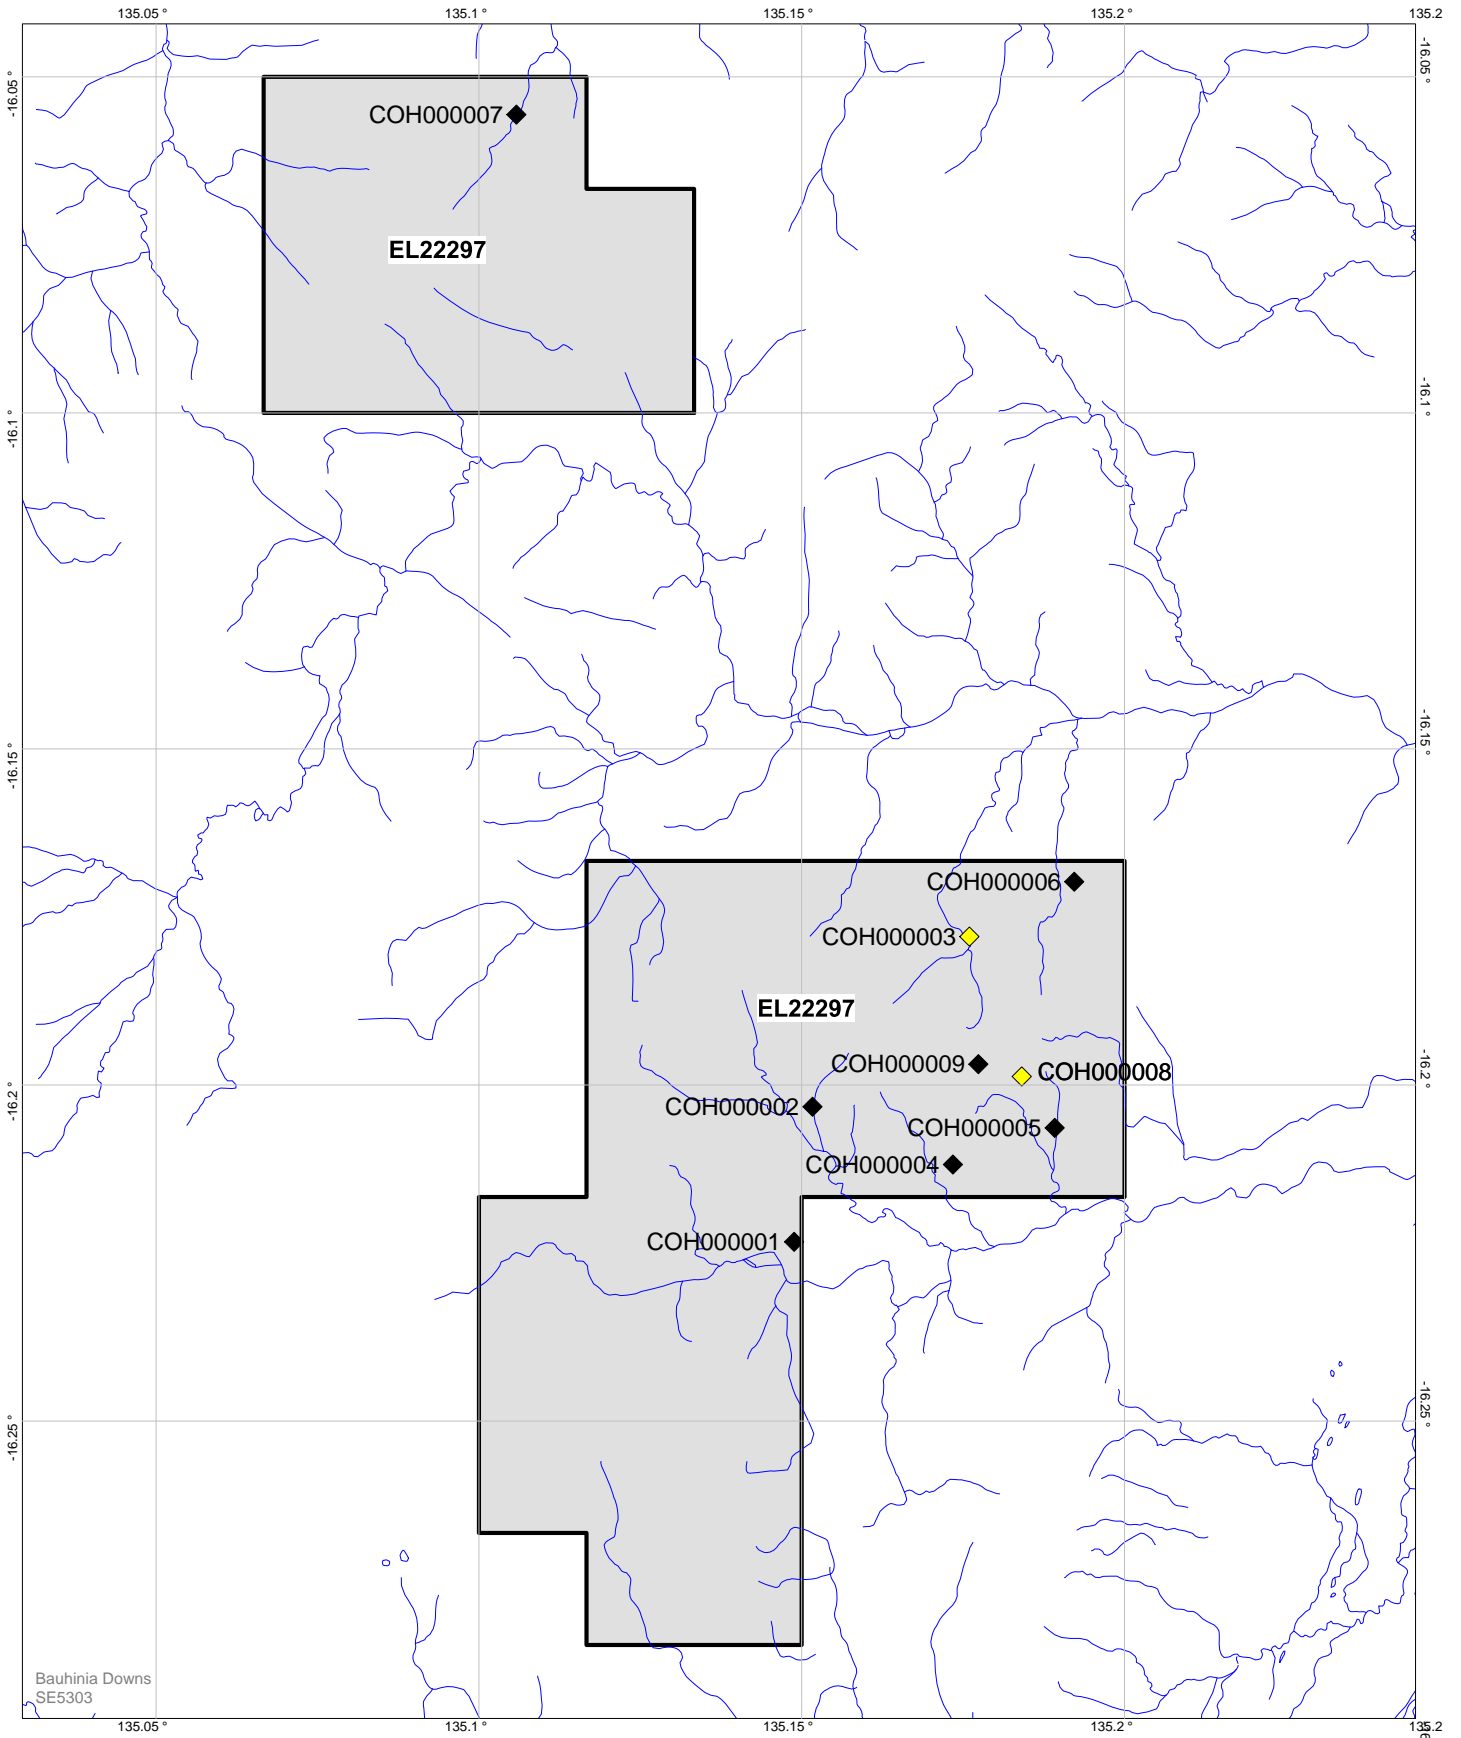 135.05 °
135.1 °
135.15 °
135.2 °
135.2
-16.05 °
-16.05 °
COH000007
EL22297
-16.1 °
-16.1 °
-16.15 °
-16.15 °
COH000006
COH000003
EL22297
COH000009
COH000008
-16.2 °
-16.2 °
COH000002
COH000005
COH000004
COH000001
-16.25 °
-16.25 °
Bauhinia Downs
SE5303
135.05 °
135.1 °
135.15 °
135.2 °
135.2